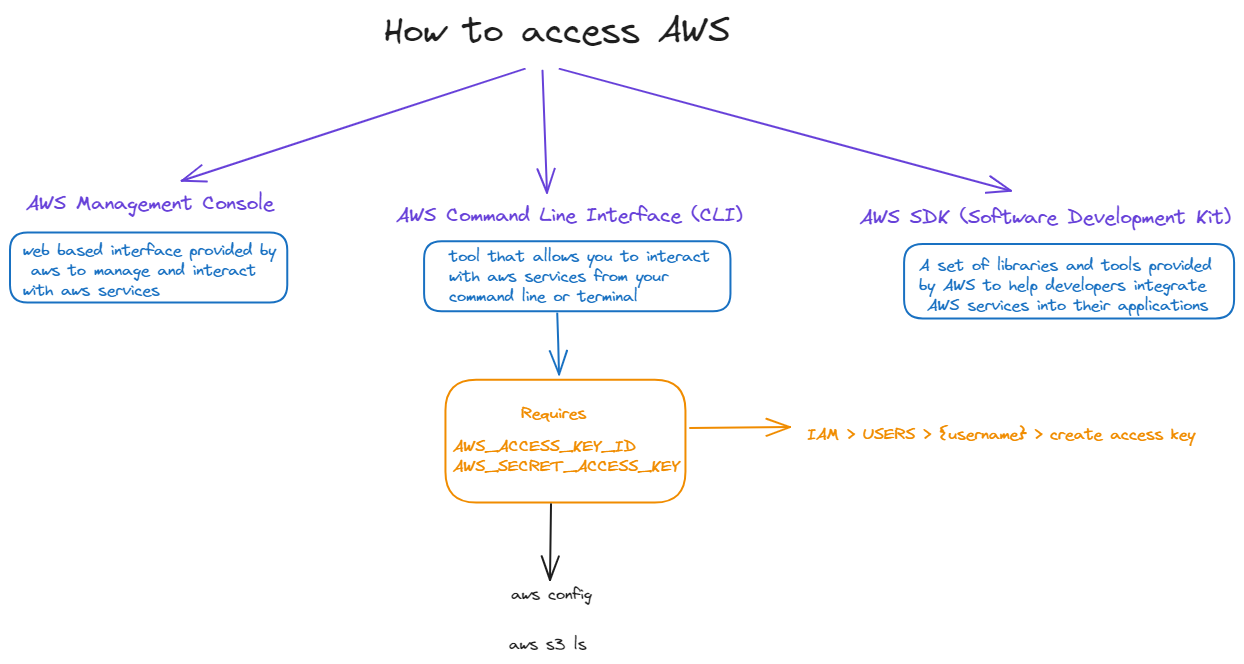 How to access AWS
AWS Management Console
web based interface provided by
aws to manage and interact
with aws services
AWS Command Line Interface (CLI)
tool that allows you to interact
with aws services from your
command line or terminal
AWS SDK (Software Development Kit)
A set of libraries and tools provided
by AWS to help developers integrate
AWS services into their applications
Requires
AWS_ACCESS_KEY_ID
AWS_SECRET_ACCESS_KEY
IAM > USERS > {username} > create access key
aws config
aws s3 ls